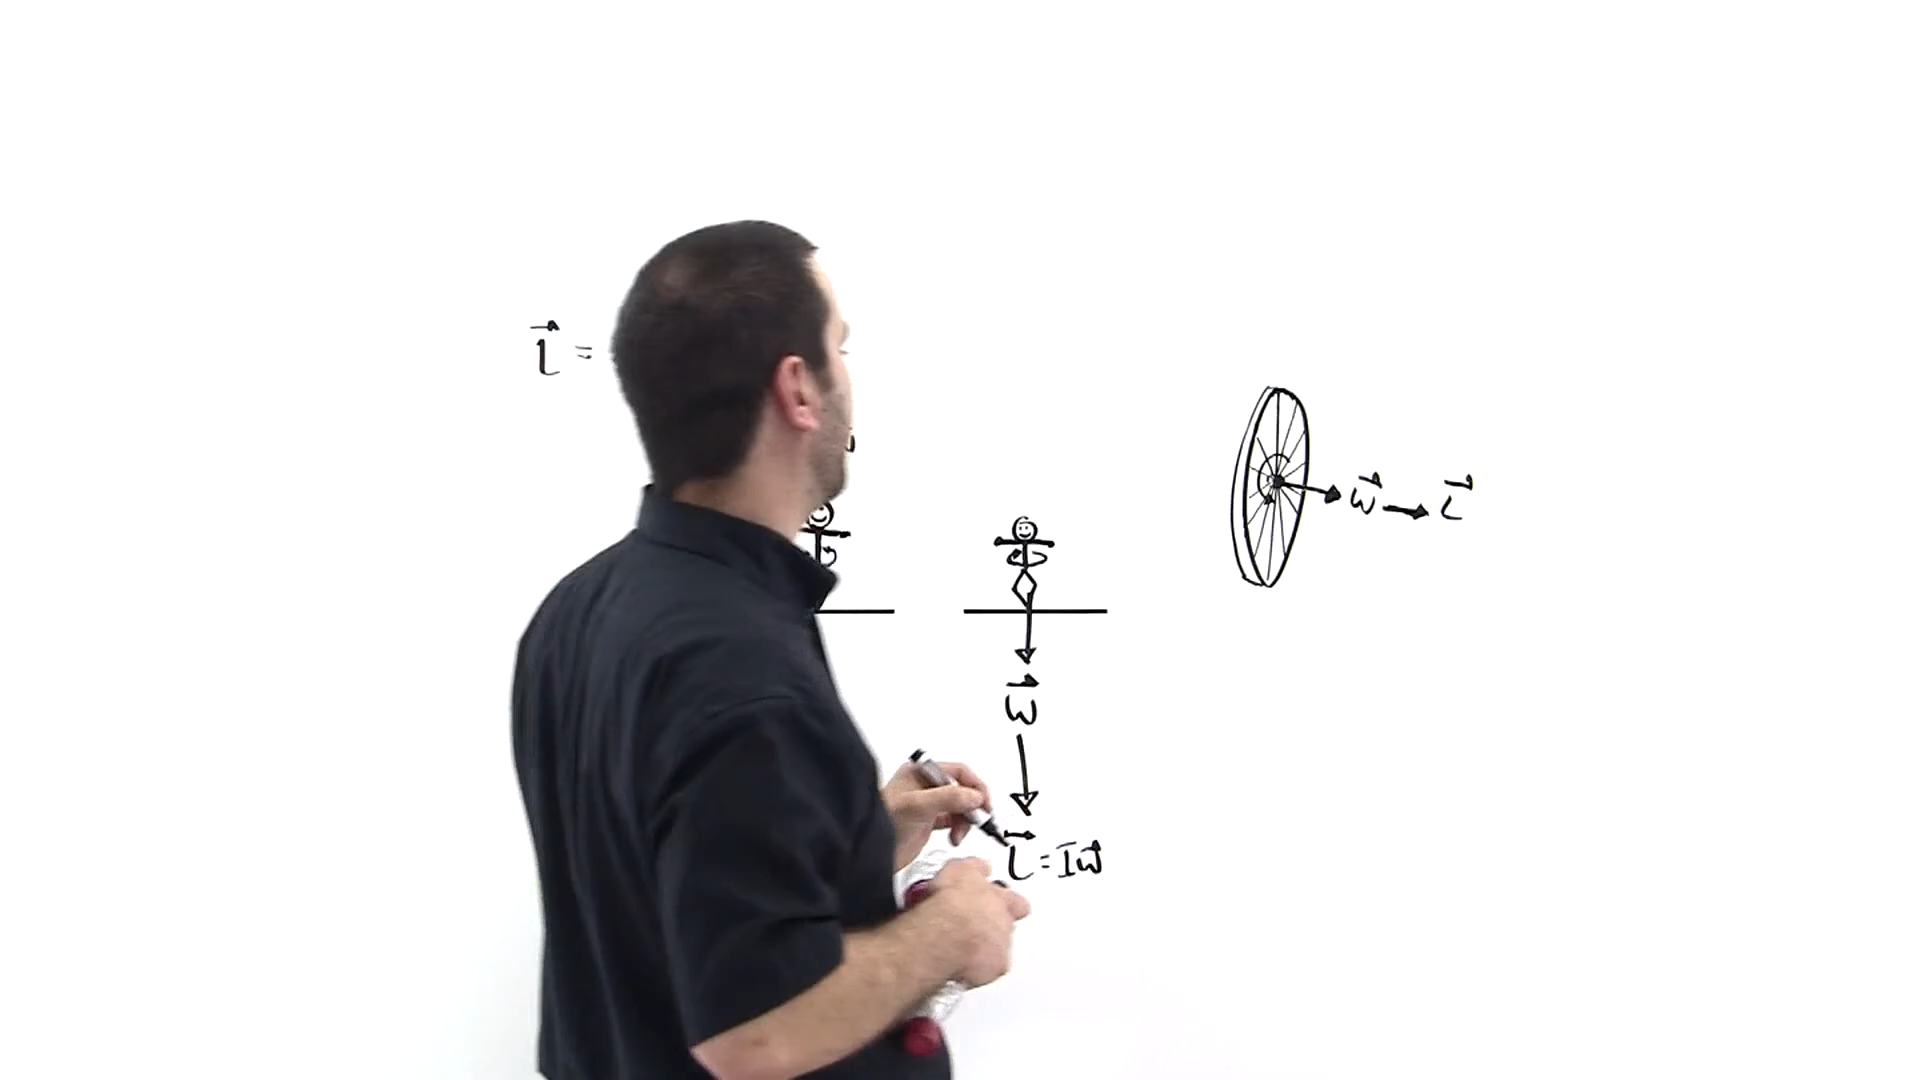 L⃗ =
ω⃗ → L⃗
ω⃗
L⃗ = Iω⃗